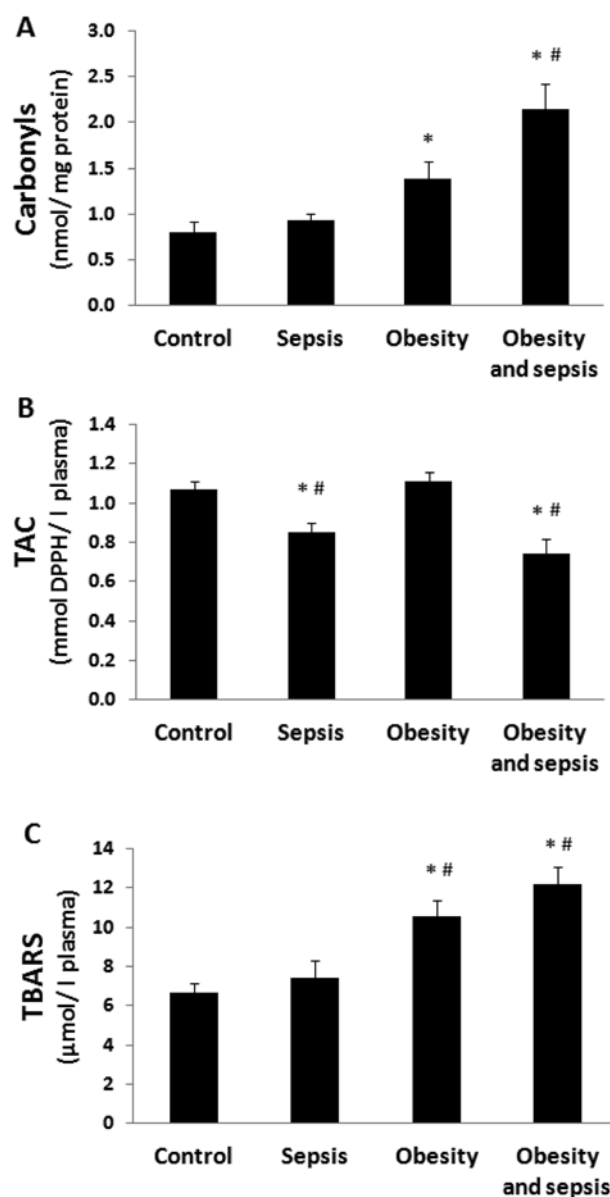 A
Carbonyls
(nmol/ mg protein)
3.0
2.5
2.0
1.5
1.0
0.5
0.0
*
* #
Control
Sepsis
Obesity
Obesity
and sepsis
B
TAC
(mmol DPPH/ l plasma)
1.4
1.2
1.0
0.8
0.6
0.4
0.2
0.0
* #
* #
Control
Sepsis
Obesity
Obesity
and sepsis
C
TBARS
(μmol/ l plasma)
14
12
10
8
6
4
2
0
* #
* #
Control
Sepsis
Obesity
Obesity
and sepsis